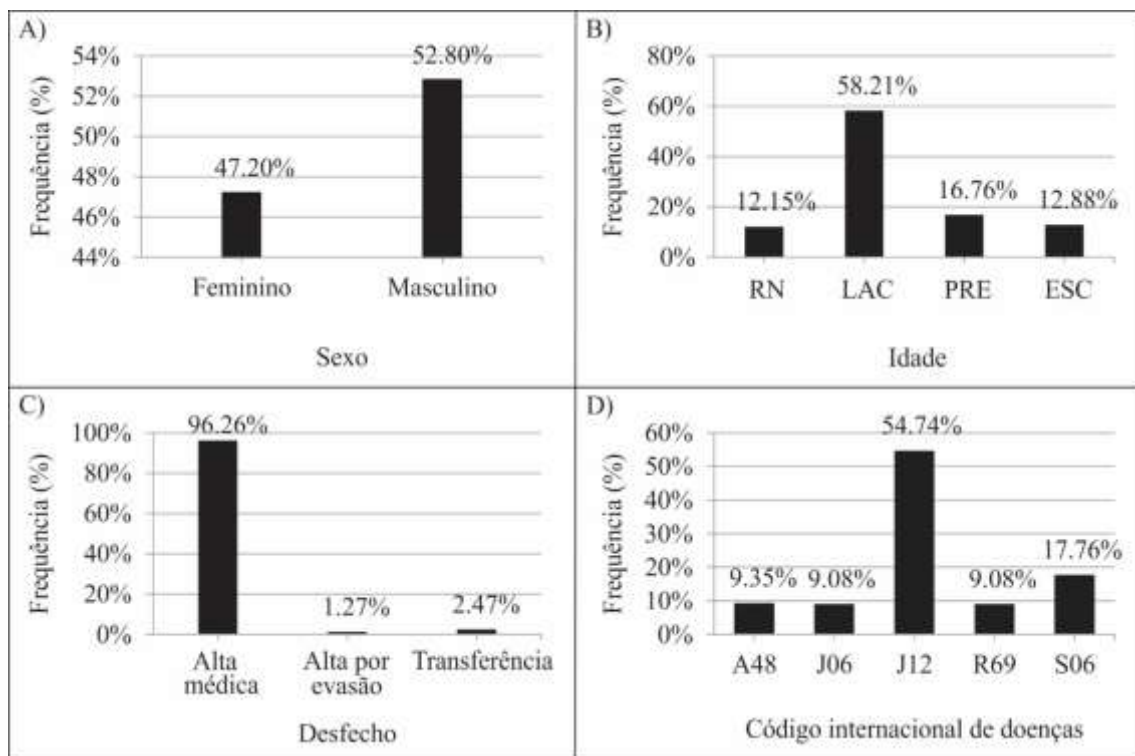 A)
Frequência (%)
54%
52%
50%
48%
46%
44%
47.20%
52.80%
Feminino
Masculino
Sexo
B)
Frequência (%)
80%
60%
40%
20%
0%
12.15%
58.21%
16.76%
12.88%
RN
LAC
PRE
ESC
Idade
C)
Frequência (%)
100%
80%
60%
40%
20%
0%
96.26%
1.27%
2.47%
Alta
médica
Alta por
evasão
Transferência
Desfecho
D)
Frequência (%)
60%
50%
40%
30%
20%
10%
0%
9.35%
9.08%
54.74%
9.08%
17.76%
A48
J06
J12
R69
S06
Código internacional de doenças